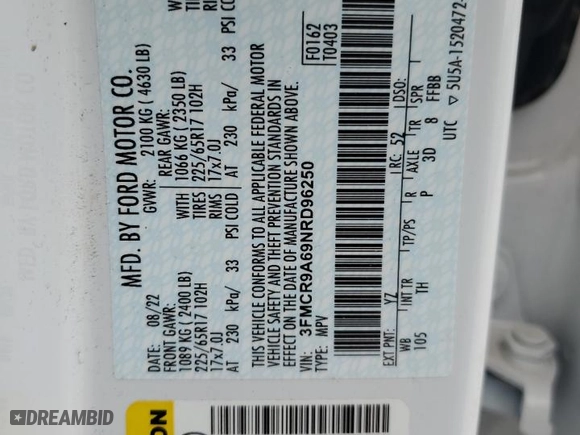 MFD. BY FORD MOTOR CO.
08/22
GVWR: 2100 KG ( 4630 LB)
FRONT GAWR:
1089 KG ( 2400 LB)
225/65R17 102H
17x7.0J
AT 230 kPa/ 33 PSI COLD
REAR GAWR:
1066 KG ( 2350 LB)
WITH
TIRES 225/65R17 102H
RIMS 17x7.0J
AT 230 kPa/ 33 PSI
THIS VEHICLE CONFORMS TO ALL APPLICABLE FEDERAL MOTOR
VEHICLE SAFETY AND THEFT PREVENTION STANDARDS IN
EFFECT ON THE DATE OF MANUFACTURE SHOWN ABOVE.
VIN: 3FMCR9A69NRD96250
TYPE: MPV
F0162
T0403
EXT PNT: YZ RC: 52 DSO:
WB INT TR TP/PS R AXLE TR SPR
105 TH P 3D 8 FFBB
UTC ▽ 5U5A-1520472-
ON
DREAMBID